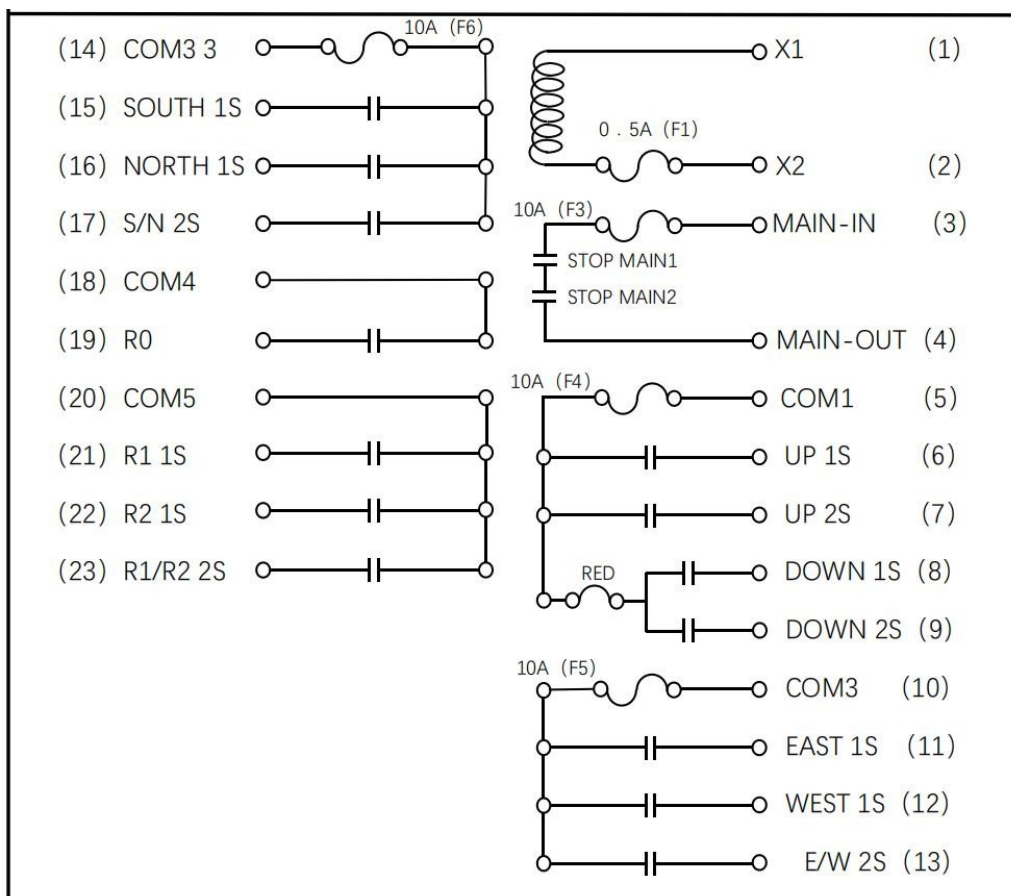 (14) COM3 3
10A (F6)
(15) SOUTH 1S
(16) NORTH 1S
(17) S/N 2S
(18) COM4
(19) R0
(20) COM5
(21) R1 1S
(22) R2 1S
(23) R1/R2 2S
X1 (1)
0 . 5A (F1)
X2 (2)
10A (F3)
MAIN-IN (3)
STOP MAIN1
STOP MAIN2
MAIN-OUT (4)
10A (F4)
COM1 (5)
UP 1S (6)
UP 2S (7)
RED
DOWN 1S (8)
DOWN 2S (9)
10A (F5)
COM3 (10)
EAST 1S (11)
WEST 1S (12)
E/W 2S (13)